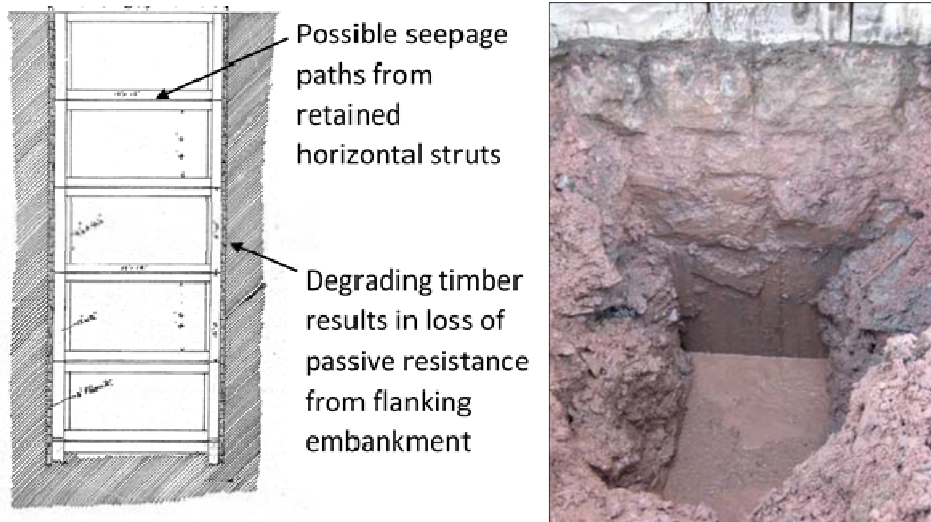 Possible seepage
paths from
retained
horizontal struts
Degrading timber
results in loss of
passive resistance
from flanking
embankment